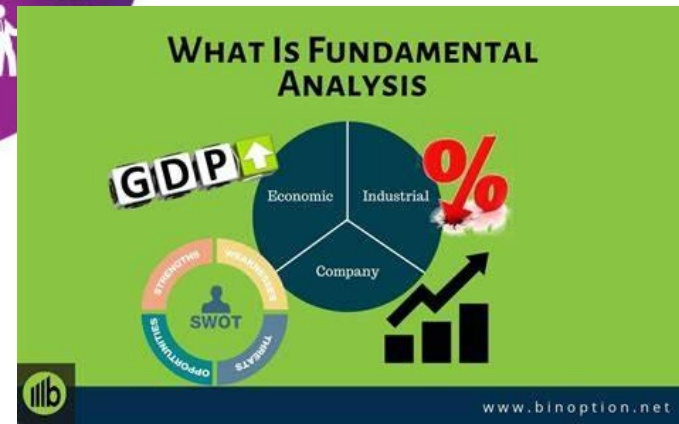 WHAT IS FUNDAMENTAL
ANALYSIS
GDP
%
Economic
Industrial
Company
STRENGTHS
WEAKNESSES
SWOT
OPPORTUNITIES
THREATS
www.binoption.net